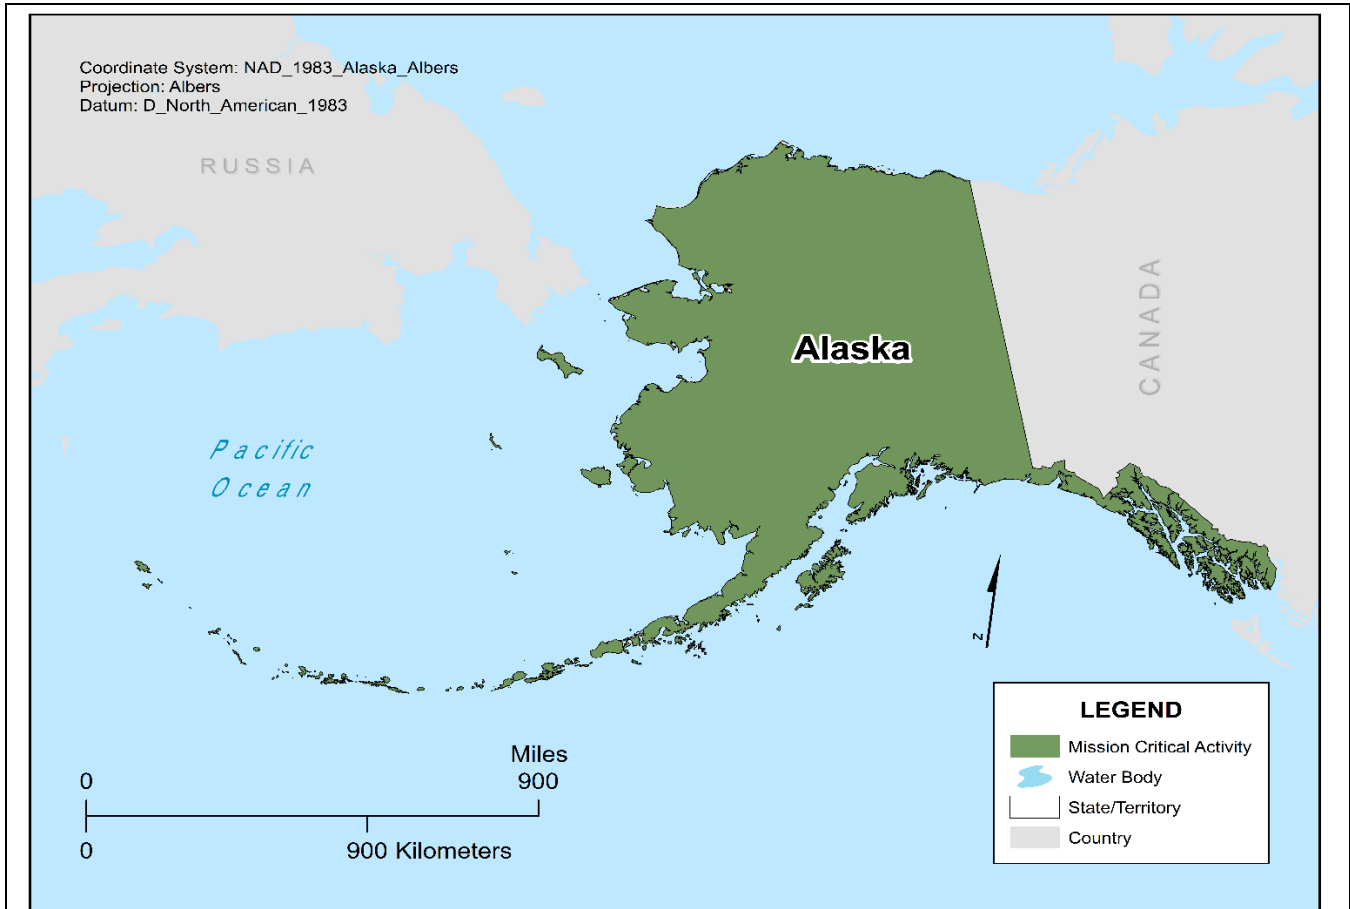 Coordinate System: NAD_1983_Alaska_Albers
Projection: Albers
Datum: D_North_American_1983
RUSSIA
CANADA
Alaska
Pacific
Ocean
N
LEGEND
Mission Critical Activity
Water Body
State/Territory
Country
Miles
0 900
0 900 Kilometers